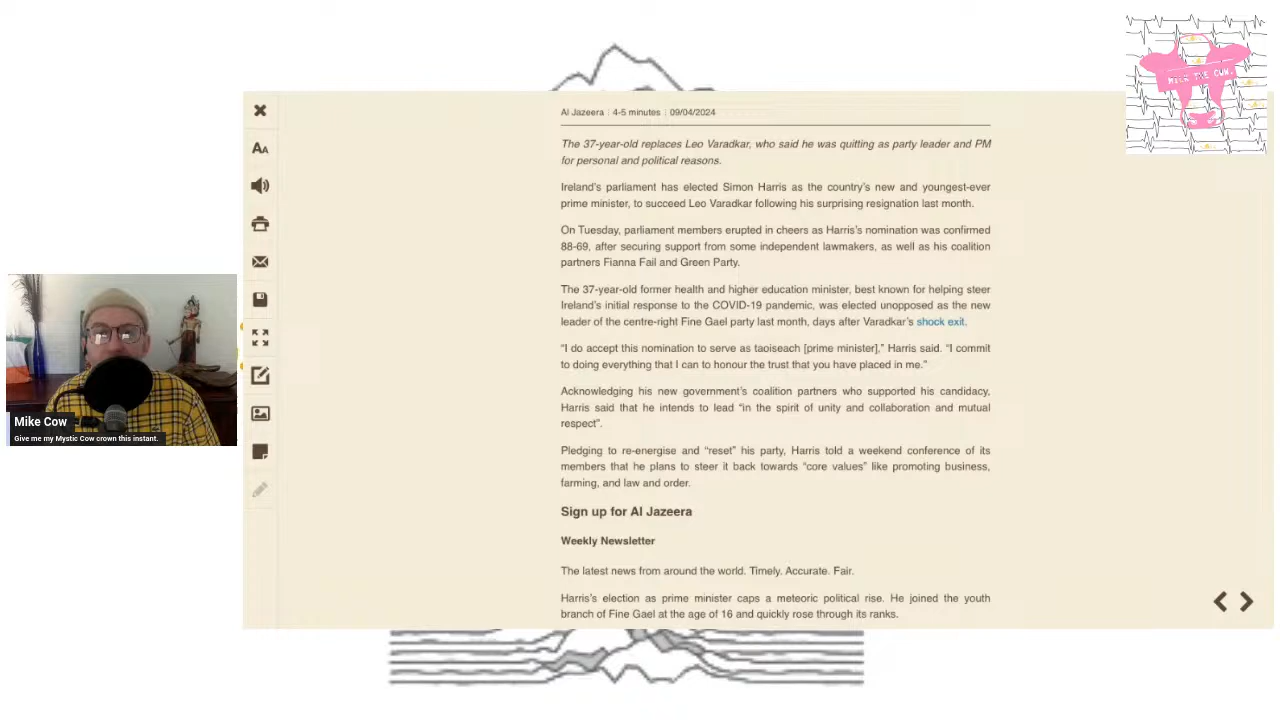 MILK THE COW.
Al Jazeera | 4-5 minutes | 09/04/2024
The 37-year-old replaces Leo Varadkar, who said he was quitting as party leader and PM
for personal and political reasons.
Ireland's parliament has elected Simon Harris as the country's new and youngest-ever
prime minister, to succeed Leo Varadkar following his surprising resignation last month.
On Tuesday, parliament members erupted in cheers as Harris's nomination was confirmed
88-69, after securing support from some independent lawmakers, as well as his coalition
partners Fianna Fail and Green Party.
The 37-year-old former health and higher education minister, best known for helping steer
Ireland's initial response to the COVID-19 pandemic, was elected unopposed as the new
leader of the centre-right Fine Gael party last month, days after Varadkar's shock exit.
“I do accept this nomination to serve as taoiseach [prime minister],” Harris said. “I commit
to doing everything that I can to honour the trust that you have placed in me.”
Acknowledging his new government's coalition partners who supported his candidacy,
Harris said that he intends to lead “in the spirit of unity and collaboration and mutual
respect”.
Pledging to re-energise and “reset” his party, Harris told a weekend conference of its
members that he plans to steer it back towards “core values” like promoting business,
farming, and law and order.
Sign up for Al Jazeera
Weekly Newsletter
The latest news from around the world. Timely. Accurate. Fair.
Harris's election as prime minister caps a meteoric political rise. He joined the youth
branch of Fine Gael at the age of 16 and quickly rose through its ranks.
Mike Cow
Give me my Mystic Cow crown this instant.